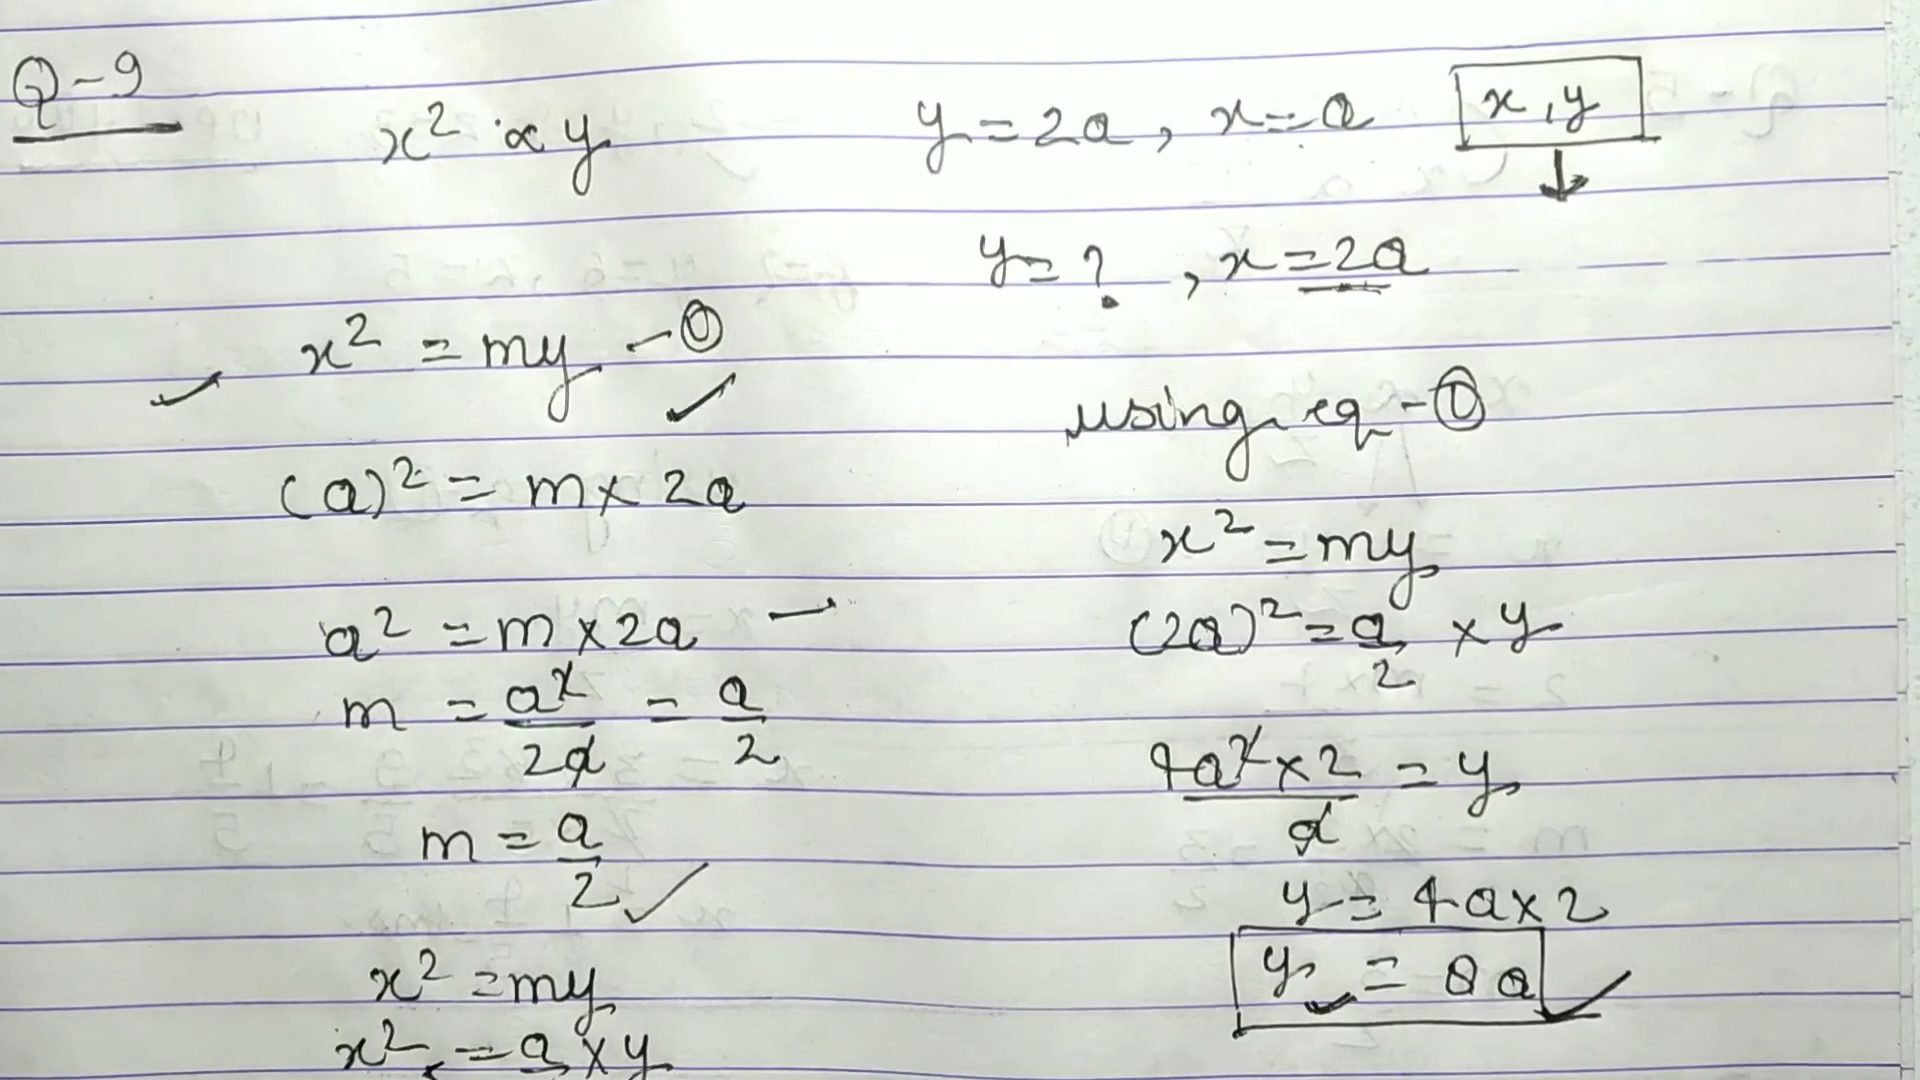 Q-9
x² ∝ y
y = 2a, x = a
x, y
↓
y = ?, x = 2a
x² = my - ①
(a)² = m × 2a
a² = m × 2a -
m = a²/2a = a/2
m = a/2
x² = my
x² = a × y
using eq - ①
x² = my
(2a)² = a/2 × y
4a² × 2/a = y
y = 4a × 2
y = 8a